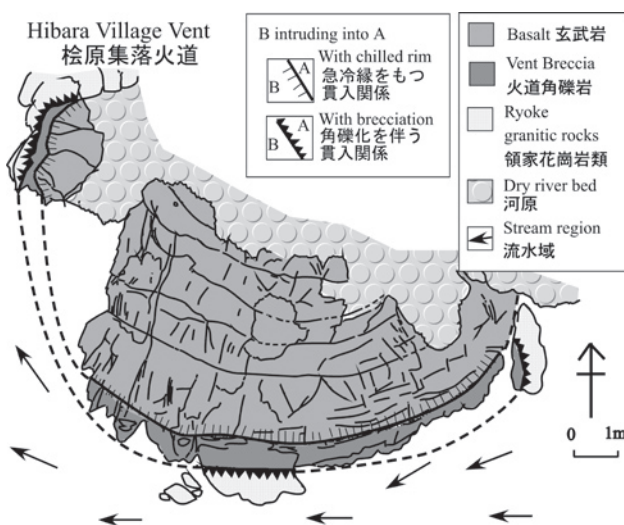 Hibara Village Vent
桧原集落火道
B intruding into A
A
B
With chilled rim
急冷縁をもつ
貫入関係
A
B
With brecciation
角礫化を伴う
貫入関係
Basalt 玄武岩
Vent Breccia
火道角礫岩
Ryoke
granitic rocks
領家花崗岩類
Dry river bed
河原
Stream region
流水域
0 1m